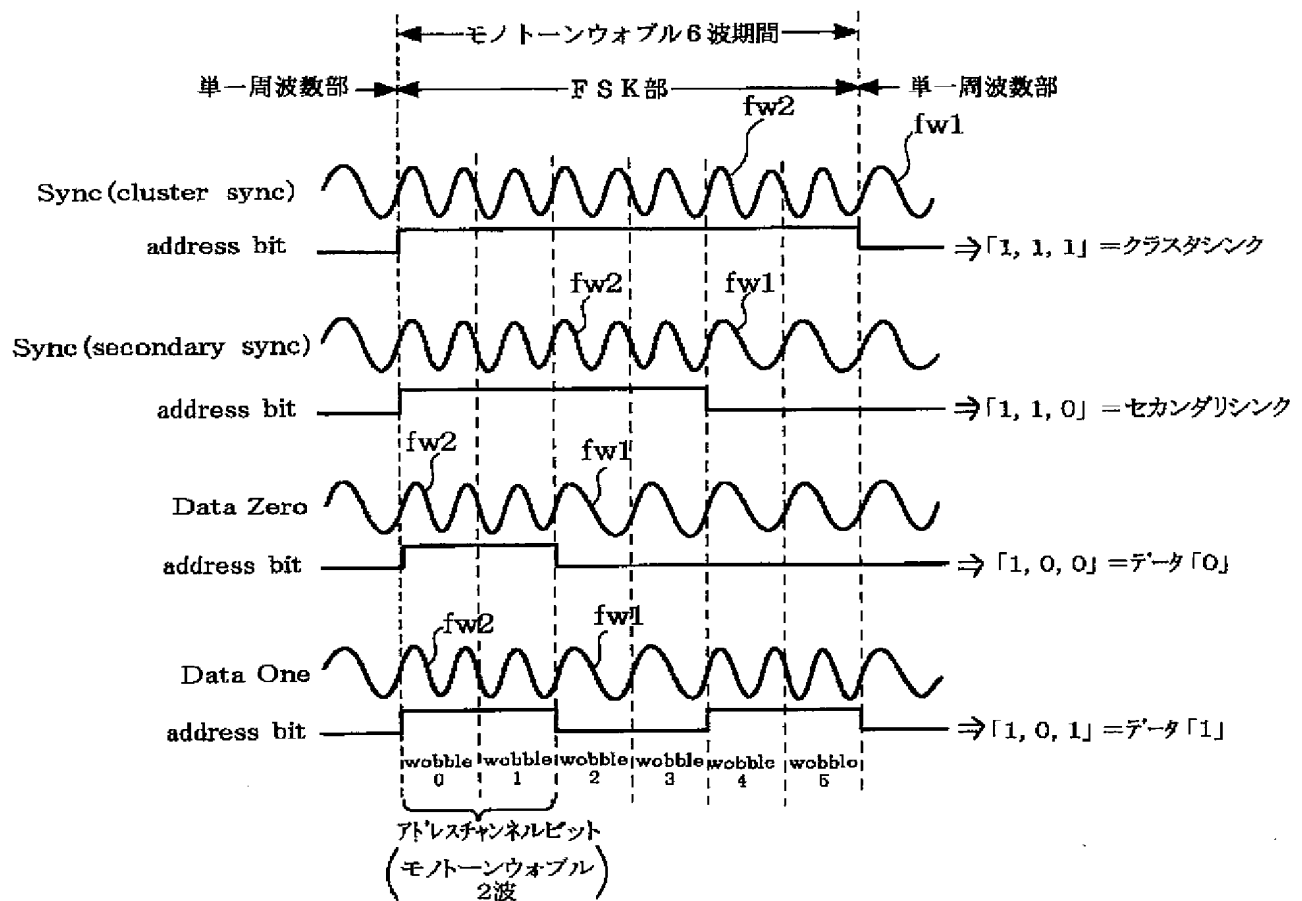 モノトーンウォブル6波期間
単一周波数部
FSK部
単一周波数部
fw2
fw1
Sync(cluster sync)
address bit
⇒「1, 1, 1」=クラスタシンク
fw2
fw1
Sync(secondary sync)
address bit
⇒「1, 1, 0」=セカンダリシンク
fw2
fw1
Data Zero
address bit
⇒「1, 0, 0」=データ「0」
fw2
fw1
Data One
address bit
⇒「1, 0, 1」=データ「1」
wobble 0
wobble 1
wobble 2
wobble 3
wobble 4
wobble 5
アドレスチャンネルビット
(モノトーンウォブル
2波)